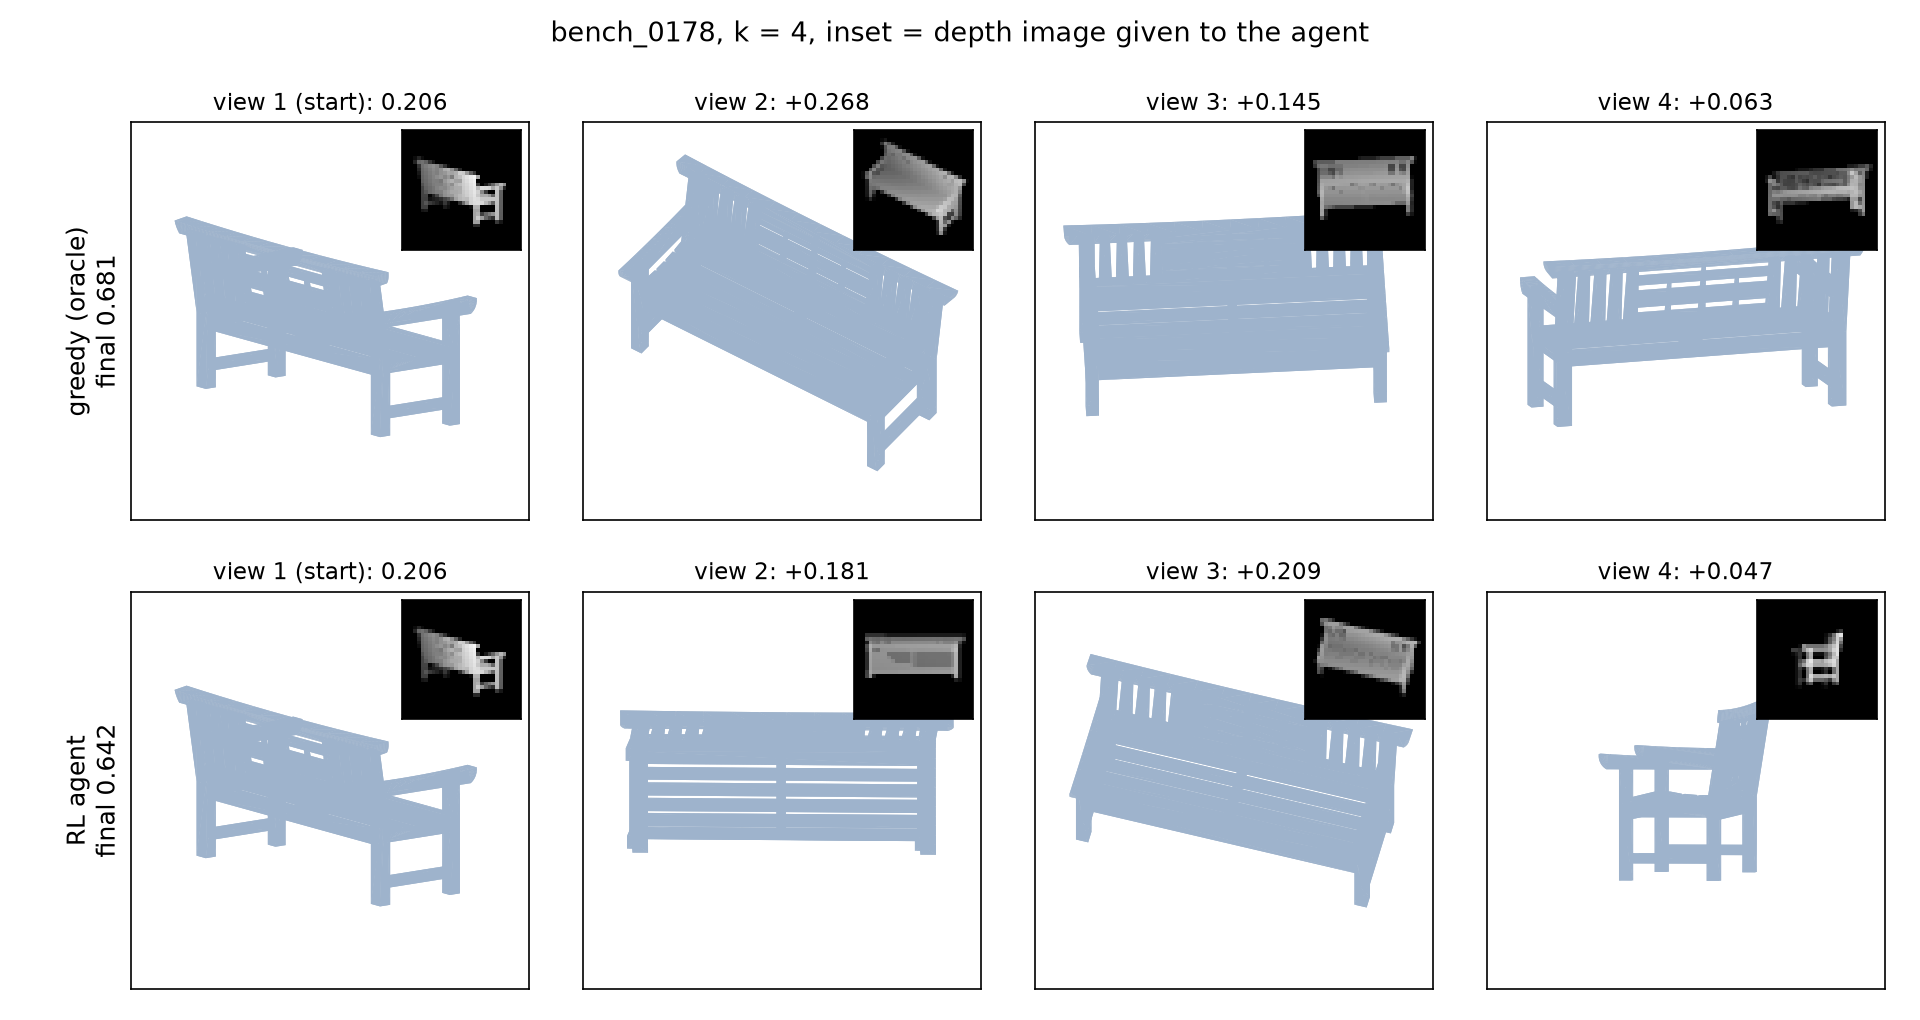 bench_0178, k = 4, inset = depth image given to the agent
greedy (oracle)
final 0.681
view 1 (start): 0.206
view 2: +0.268
view 3: +0.145
view 4: +0.063
RL agent
final 0.642
view 1 (start): 0.206
view 2: +0.181
view 3: +0.209
view 4: +0.047